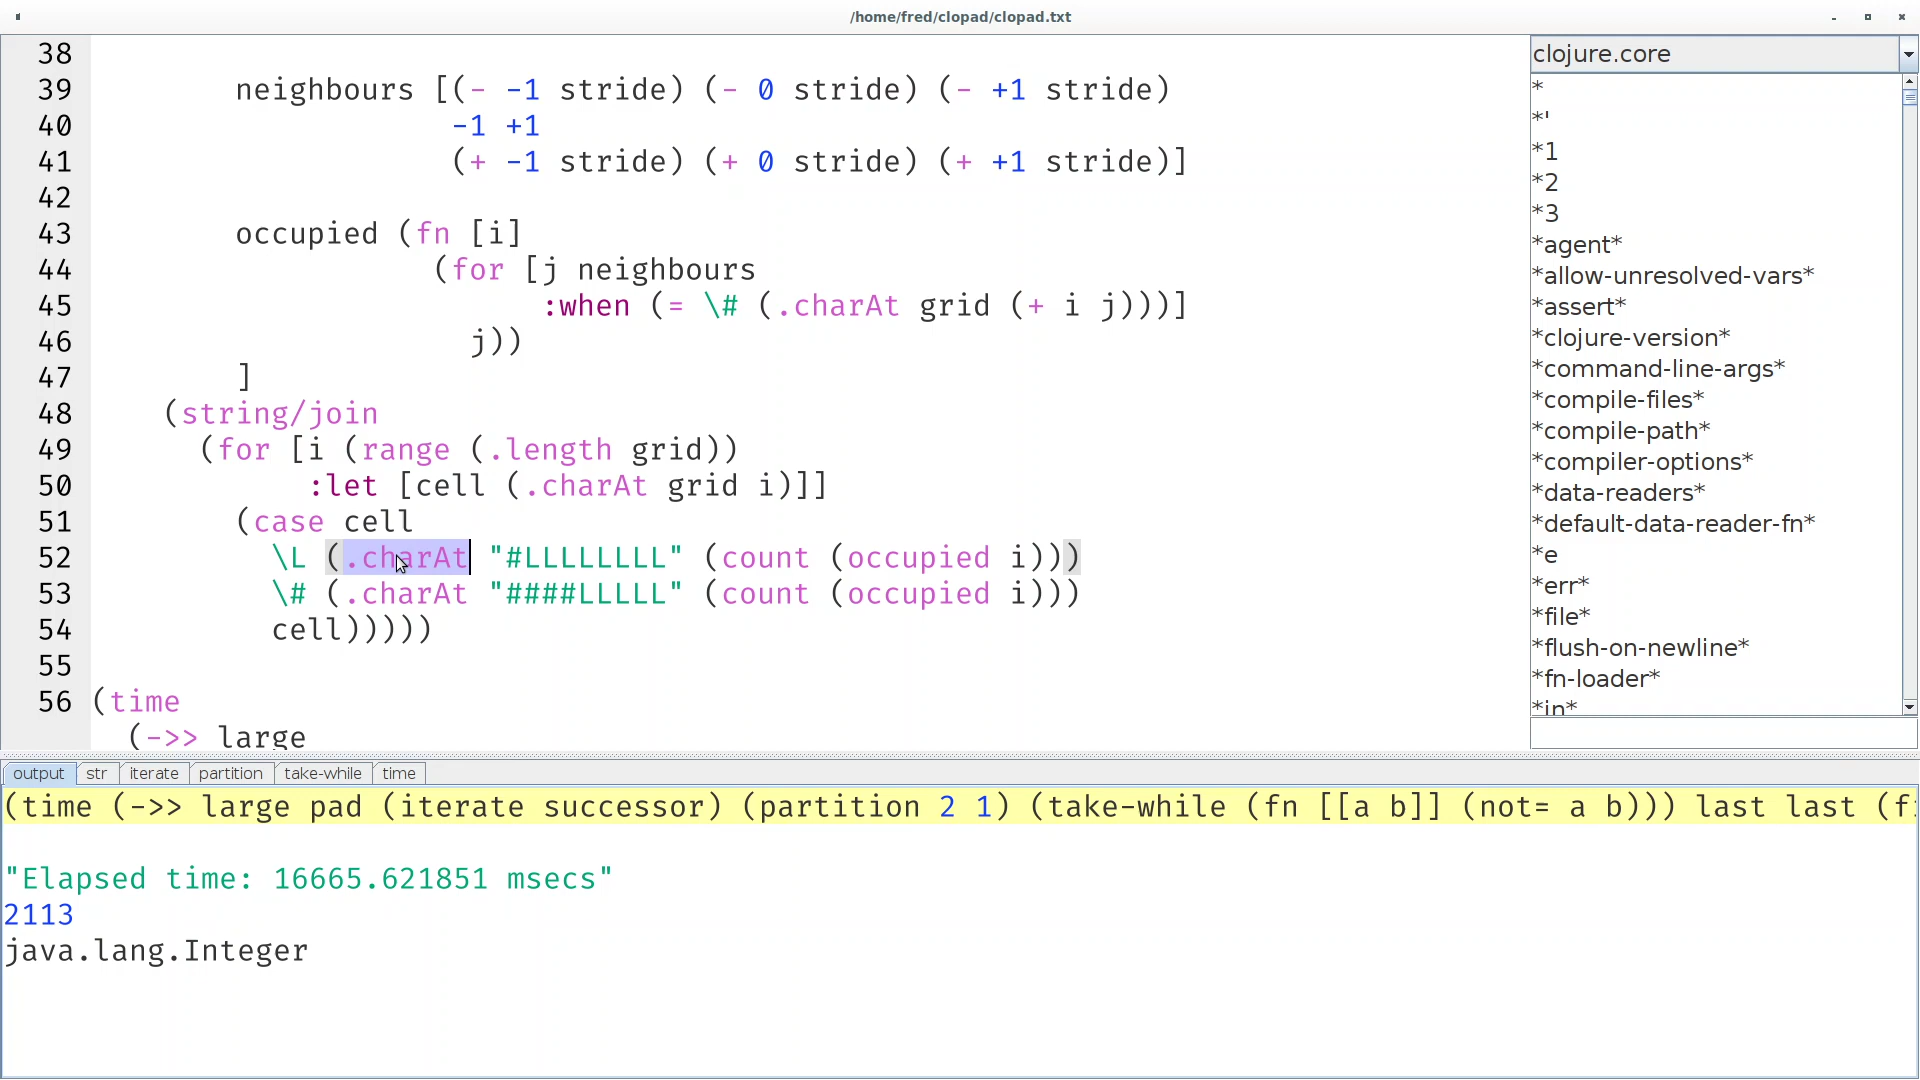 /home/fred/clopad/clopad.txt
38
39 neighbours [(- -1 stride) (- 0 stride) (- +1 stride)
40 -1 +1
41 (+ -1 stride) (+ 0 stride) (+ +1 stride)]
42
43 occupied (fn [i]
44 (for [j neighbours
45 :when (= \# (.charAt grid (+ i j)))]
46 j))
47 ]
48 (string/join
49 (for [i (range (.length grid))
50 :let [cell (.charAt grid i)]]
51 (case cell
52 \L (.charAt "#LLLLLLLL" (count (occupied i)))
53 \# (.charAt "####LLLLL" (count (occupied i)))
54 cell)))))
55
56 (time
(->> large
clojure.core
*
*'
*1
*2
*3
*agent*
*allow-unresolved-vars*
*assert*
*clojure-version*
*command-line-args*
*compile-files*
*compile-path*
*compiler-options*
*data-readers*
*default-data-reader-fn*
*e
*err*
*file*
*flush-on-newline*
*fn-loader*
*in*
output str iterate partition take-while time
(time (->> large pad (iterate successor) (partition 2 1) (take-while (fn [[a b]] (not= a b))) last last (f
"Elapsed time: 16665.621851 msecs"
2113
java.lang.Integer